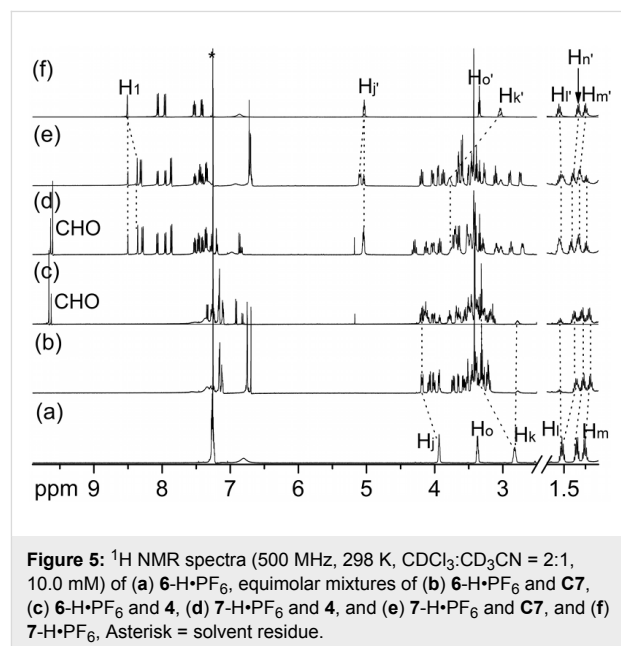 (f)
H1
*
Hj'
Ho'
Hk'
Hn'
Hl'
Hm'
(e)
(d)
CHO
(c)
CHO
(b)
(a)
Hj
Ho
Hk
Hl
Hm
ppm 9 8 7 6 5 4 3 1.5
Figure 5: ¹H NMR spectra (500 MHz, 298 K, CDCl₃:CD₃CN = 2:1,
10.0 mM) of (a) 6-H•PF₆, equimolar mixtures of (b) 6-H•PF₆ and C7,
(c) 6-H•PF₆ and 4, (d) 7-H•PF₆ and 4, and (e) 7-H•PF₆ and C7, and (f)
7-H•PF₆, Asterisk = solvent residue.